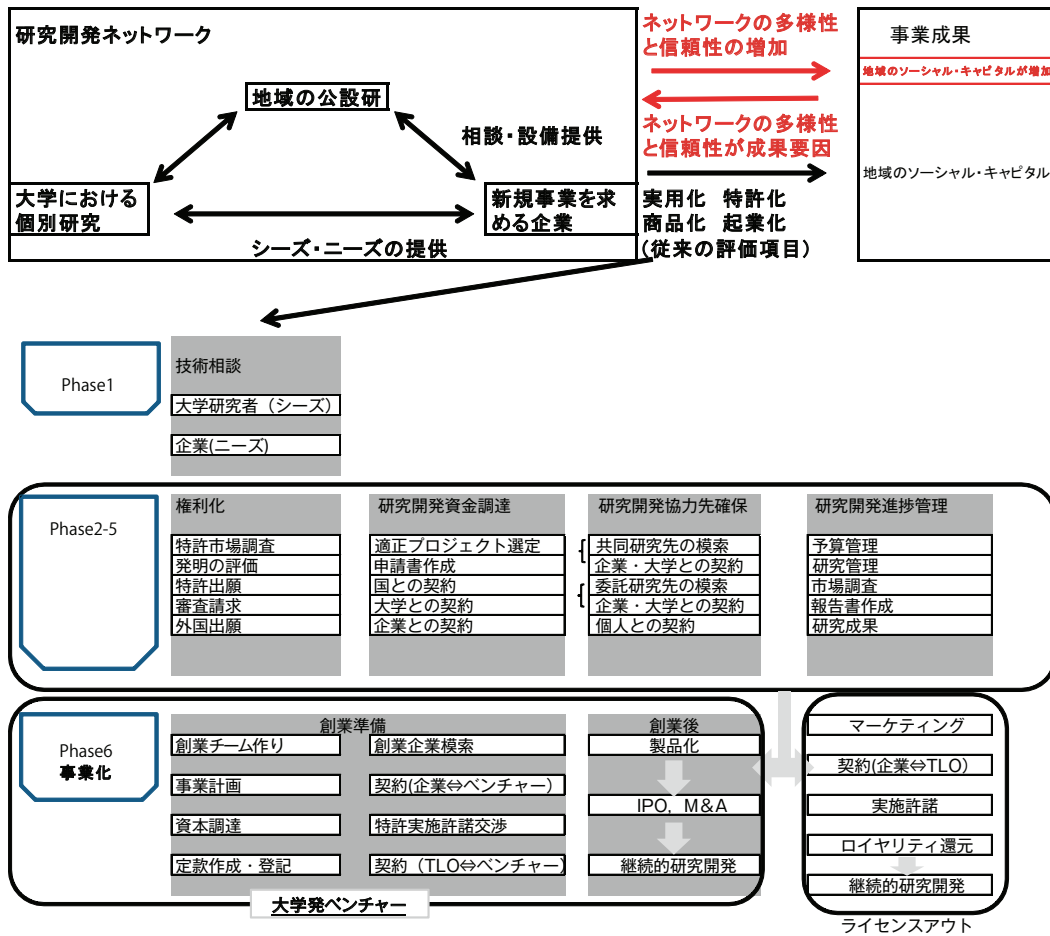 研究開発ネットワーク
地域の公設研
相談・設備提供
大学における
個別研究
新規事業を求
める企業
シーズ・ニーズの提供
ネットワークの多様性
と信頼性の増加
ネットワークの多様性
と信頼性が成果要因
実用化 特許化
商品化 起業化
(従来の評価項目)
事業成果
地域のソーシャル・キャピタルが増加
地域のソーシャル・キャピタル
Phase1
技術相談
大学研究者（シーズ）
企業(ニーズ)
Phase2-5
権利化
特許市場調査
発明の評価
特許出願
審査請求
外国出願
研究開発資金調達
適正プロジェクト選定
申請書作成
国との契約
大学との契約
企業との契約
研究開発協力先確保
共同研究先の模索
企業・大学との契約
委託研究先の模索
企業・大学との契約
個人との契約
研究開発進捗管理
予算管理
研究管理
市場調査
報告書作成
研究成果
Phase6
事業化
創業準備
創業チーム作り
事業計画
資本調達
定款作成・登記
創業企業模索
契約(企業⇔ベンチャー)
特許実施許諾交渉
契約（TLO⇔ベンチャー）
創業後
製品化
IPO, M&A
継続的研究開発
大学発ベンチャー
マーケティング
契約(企業⇔TLO)
実施許諾
ロイヤリティ還元
継続的研究開発
ライセンスアウト